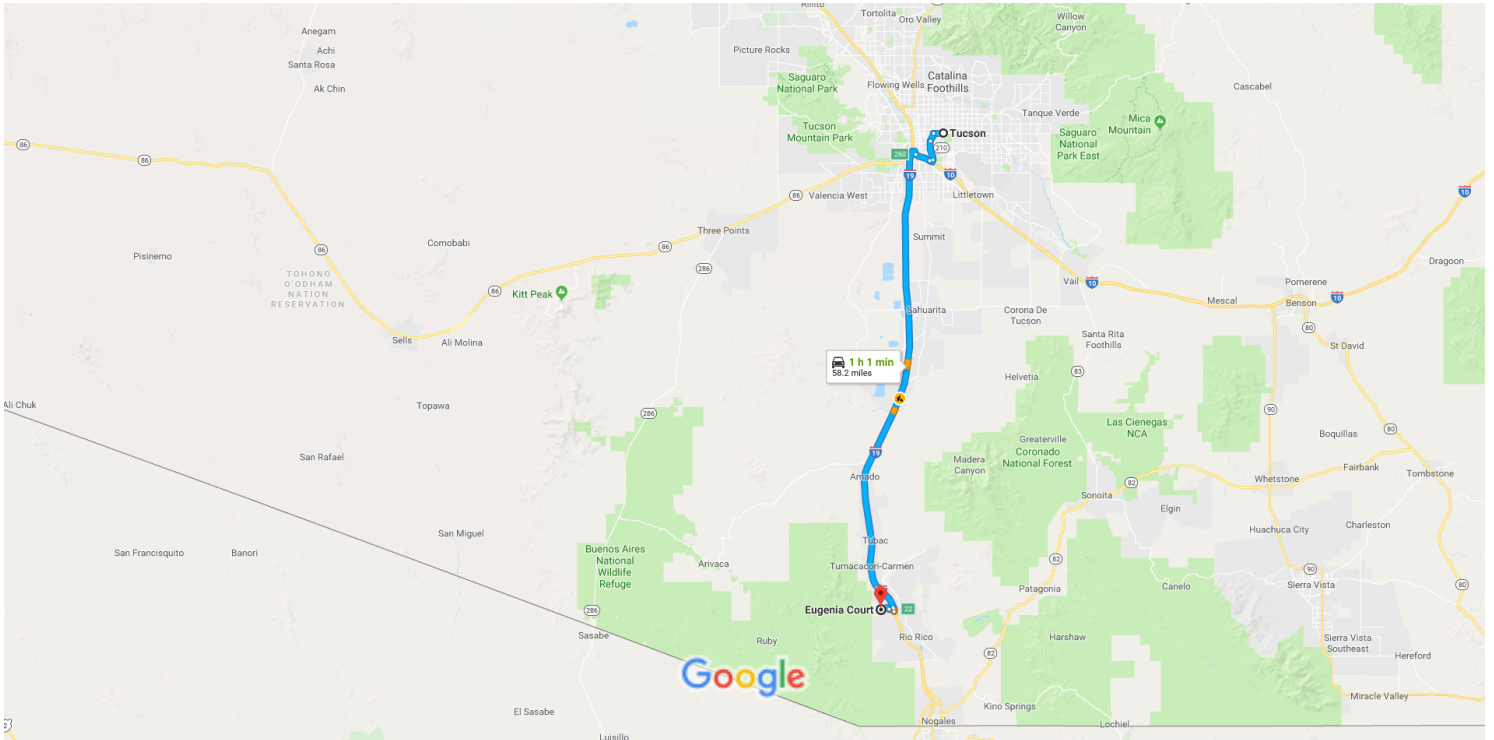 Rillito
Tortolita
Oro Valley
Willow
Canyon
Anegam
Achi
Santa Rosa
Picture Rocks
Ak Chin
Saguaro
National Park
Flowing Wells
Catalina
Foothills
Cascabel
Tanque Verde
Mica
Mountain
Tucson
Mountain Park
Tucson
Saguaro
National
Park East
210
260
86
86
19
10
10
86
Valencia West
Littletown
Three Points
Summit
Comobabi
86
86
286
Pisinemo
TOHONO
O'ODHAM
NATION
RESERVATION
Dragoon
Vail
10
Pomerene
10
Kitt Peak
86
Mescal
Benson
Sahuarita
Corona De
Tucson
80
Sells
Ali Molina
Santa Rita
Foothills
St David
1 h 1 min
58.2 miles
83
Helvetia
Ali Chuk
Topawa
286
90
Las Cienegas
NCA
80
Boquillas
Greaterville
Coronado
National Forest
San Rafael
19
Madera
Canyon
Fairbank
Amado
Whetstone
Tombstone
82
Sonoita
Elgin
San Miguel
Huachuca City
Charleston
Tubac
San Francisquito
Banori
Buenos Aires
National
Wildlife
Refuge
Arivaca
Tumacacori-Carmen
82
90
Patagonia
Canelo
Sierra Vista
80
Eugenia Court
22
286
Sasabe
Ruby
Rio Rico
Harshaw
Sierra Vista
Southeast
82
Hereford
Google
Miracle Valley
El Sasabe
Kino Springs
Nogales
Lochiel
2
Luisillo